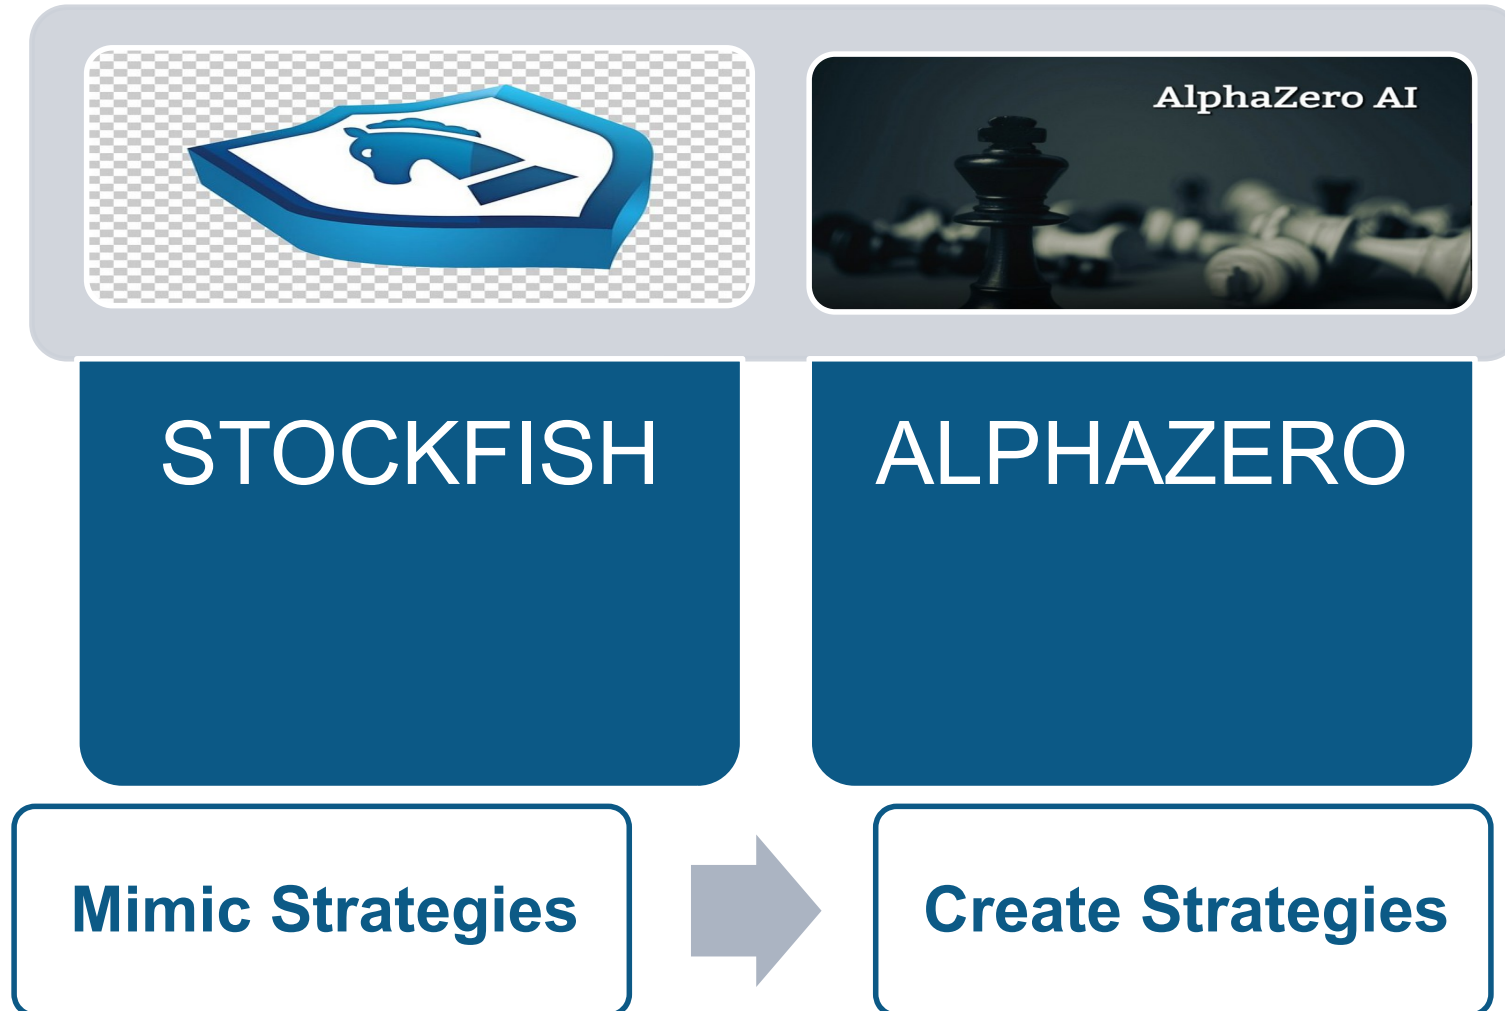 AlphaZero AI
STOCKFISH
ALPHAZERO
Mimic Strategies
Create Strategies